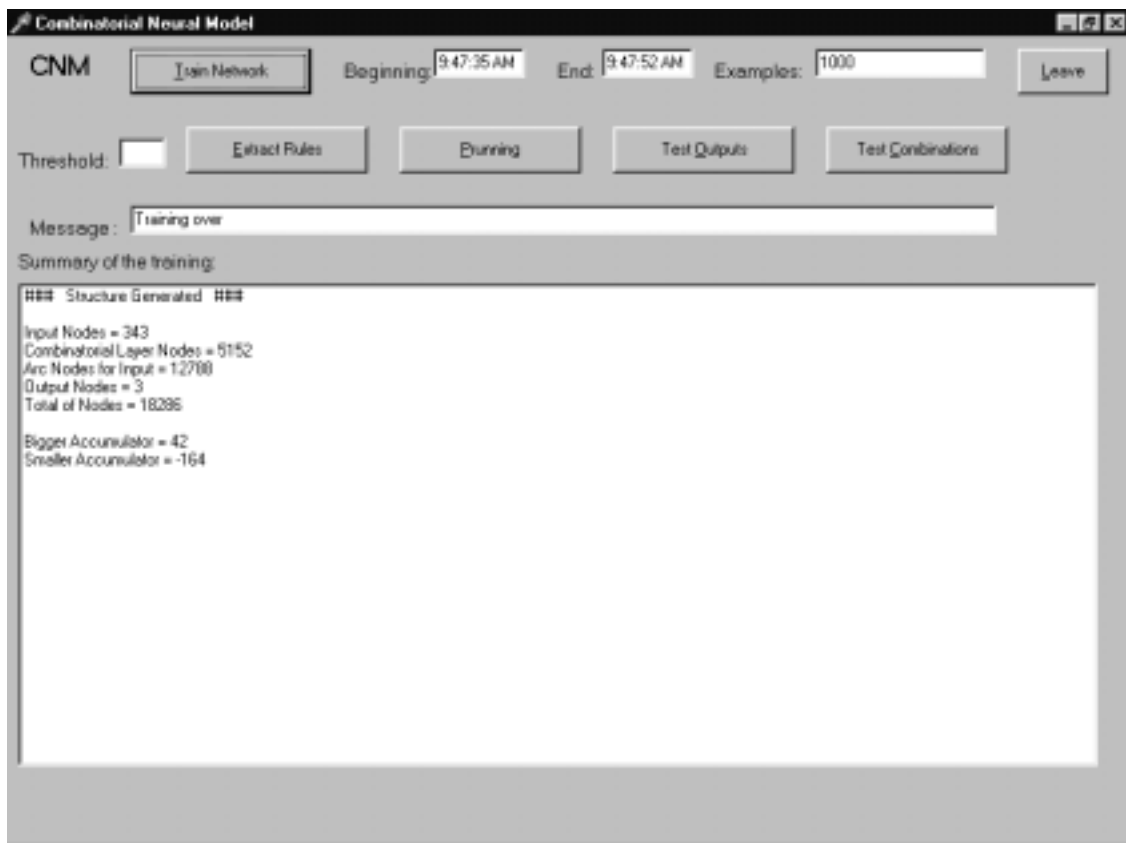 Combinatorial Neural Model
CNM Train Network Beginning: 9:47:35 AM End: 9:47:52 AM Examples: 1000 Leave
Threshold: Extract Rules Prunning Test Outputs Test Combinations
Message: Training over
Summary of the training:
### Structure Generated ###
Input Nodes = 343
Combinatorial Layer Nodes = 5152
Arc Nodes for Input = 12788
Output Nodes = 3
Total of Nodes = 18286
Bigger Accumulator = 42
Smaller Accumulator = -164